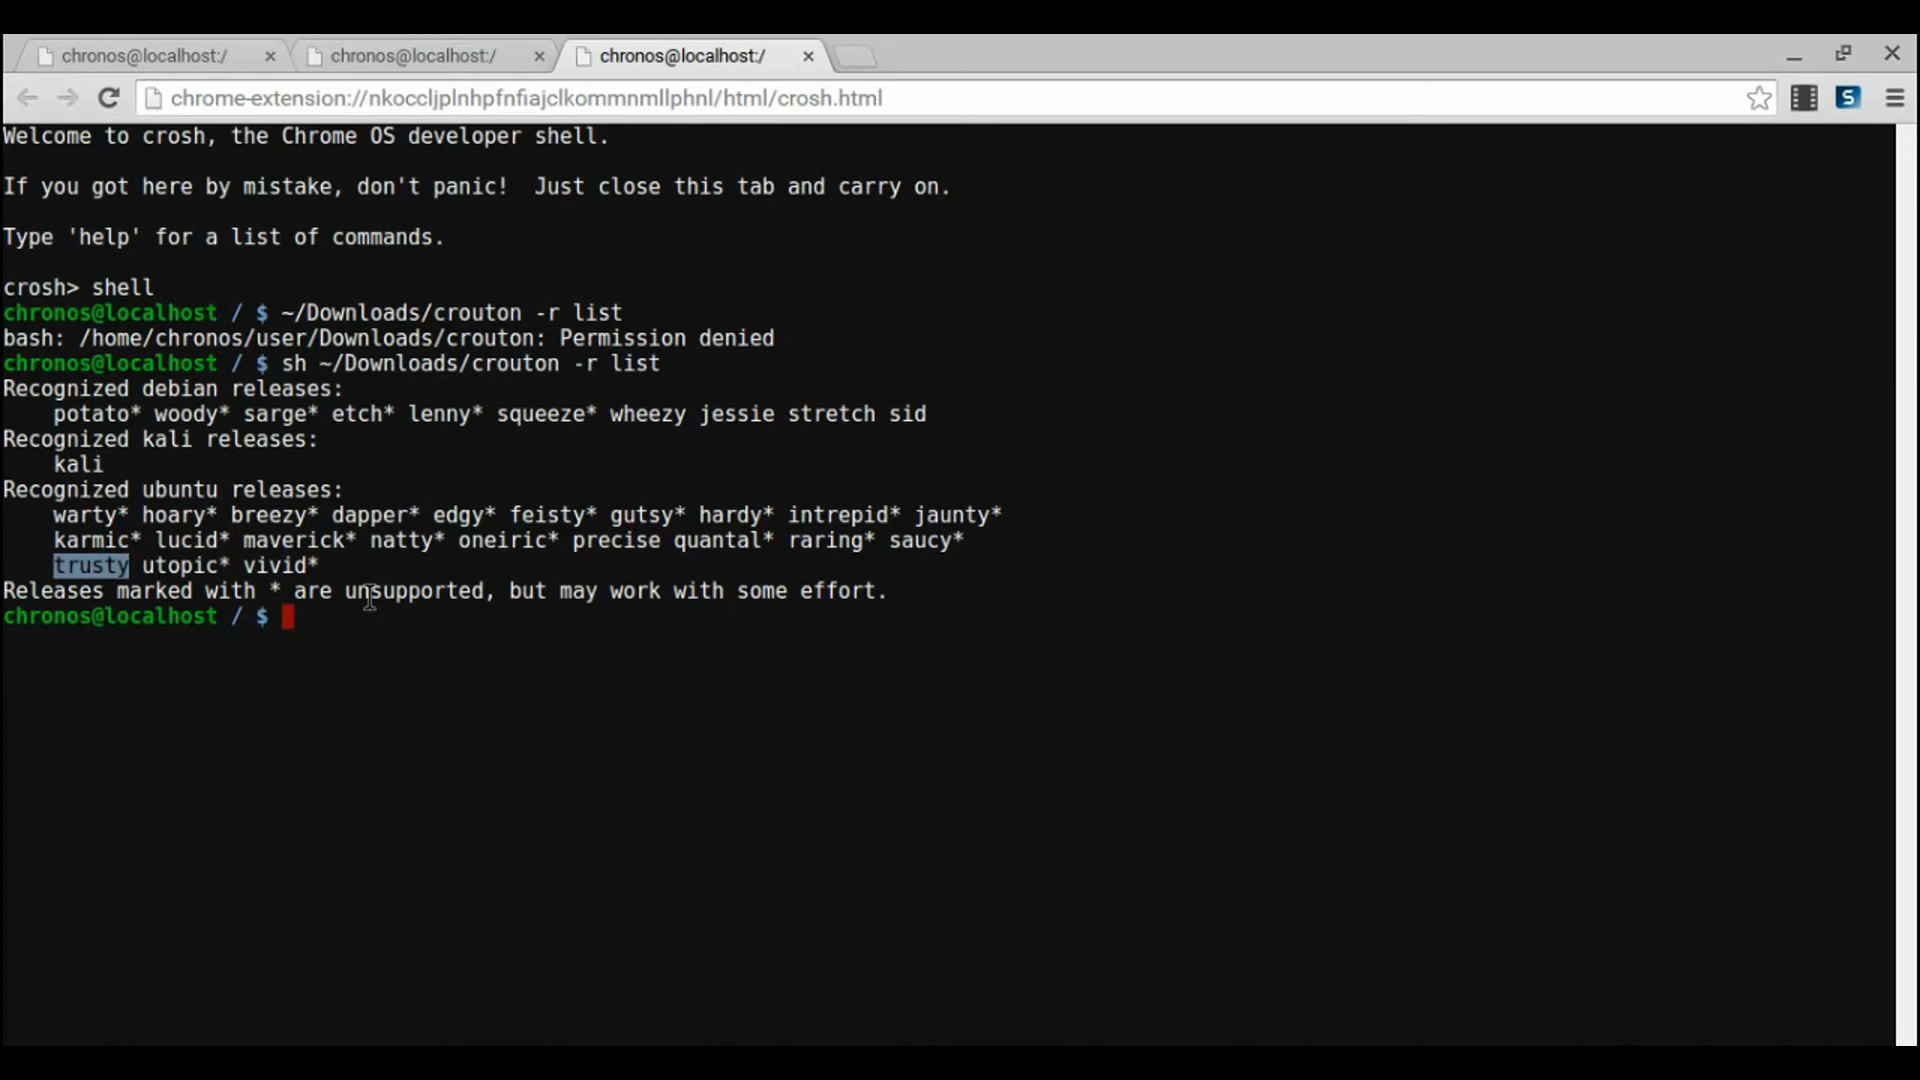 chronos@localhost:/ chronos@localhost:/ chronos@localhost:/
chrome-extension://nkoccljplnhpfnfiajclkommnmllphnl/html/crosh.html
Welcome to crosh, the Chrome OS developer shell.
If you got here by mistake, don't panic!  Just close this tab and carry on.
Type 'help' for a list of commands.
crosh> shell
chronos@localhost / $ ~/Downloads/crouton -r list
bash: /home/chronos/user/Downloads/crouton: Permission denied
chronos@localhost / $ sh ~/Downloads/crouton -r list
Recognized debian releases:
potato* woody* sarge* etch* lenny* squeeze* wheezy jessie stretch sid
Recognized kali releases:
kali
Recognized ubuntu releases:
warty* hoary* breezy* dapper* edgy* feisty* gutsy* hardy* intrepid* jaunty*
karmic* lucid* maverick* natty* oneiric* precise quantal* raring* saucy*
trusty utopic* vivid*
Releases marked with * are unsupported, but may work with some effort.
chronos@localhost / $